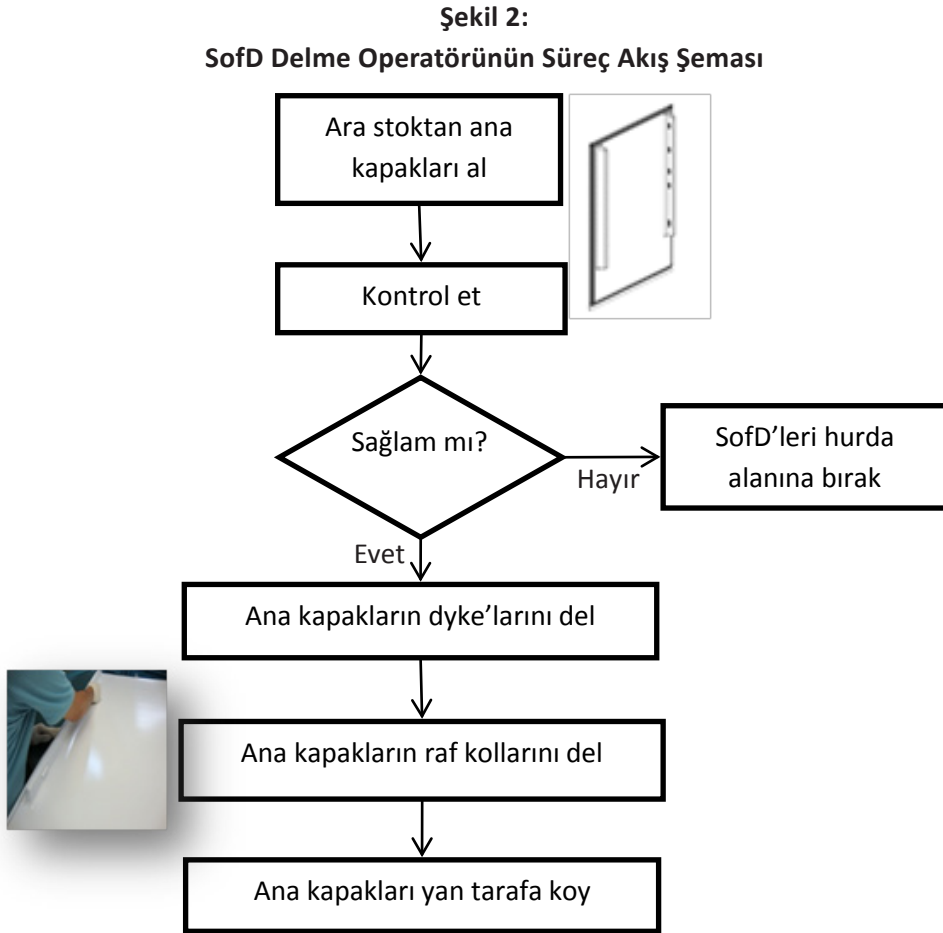 Şekil 2:
SofD Delme Operatörünün Süreç Akış Şeması
Ara stoktan ana
kapakları al
Kontrol et
Sağlam mı?
Hayır
SofD’leri hurda
alanına bırak
Evet
Ana kapakların dyke’larını del
Ana kapakların raf kollarını del
Ana kapakları yan tarafa koy